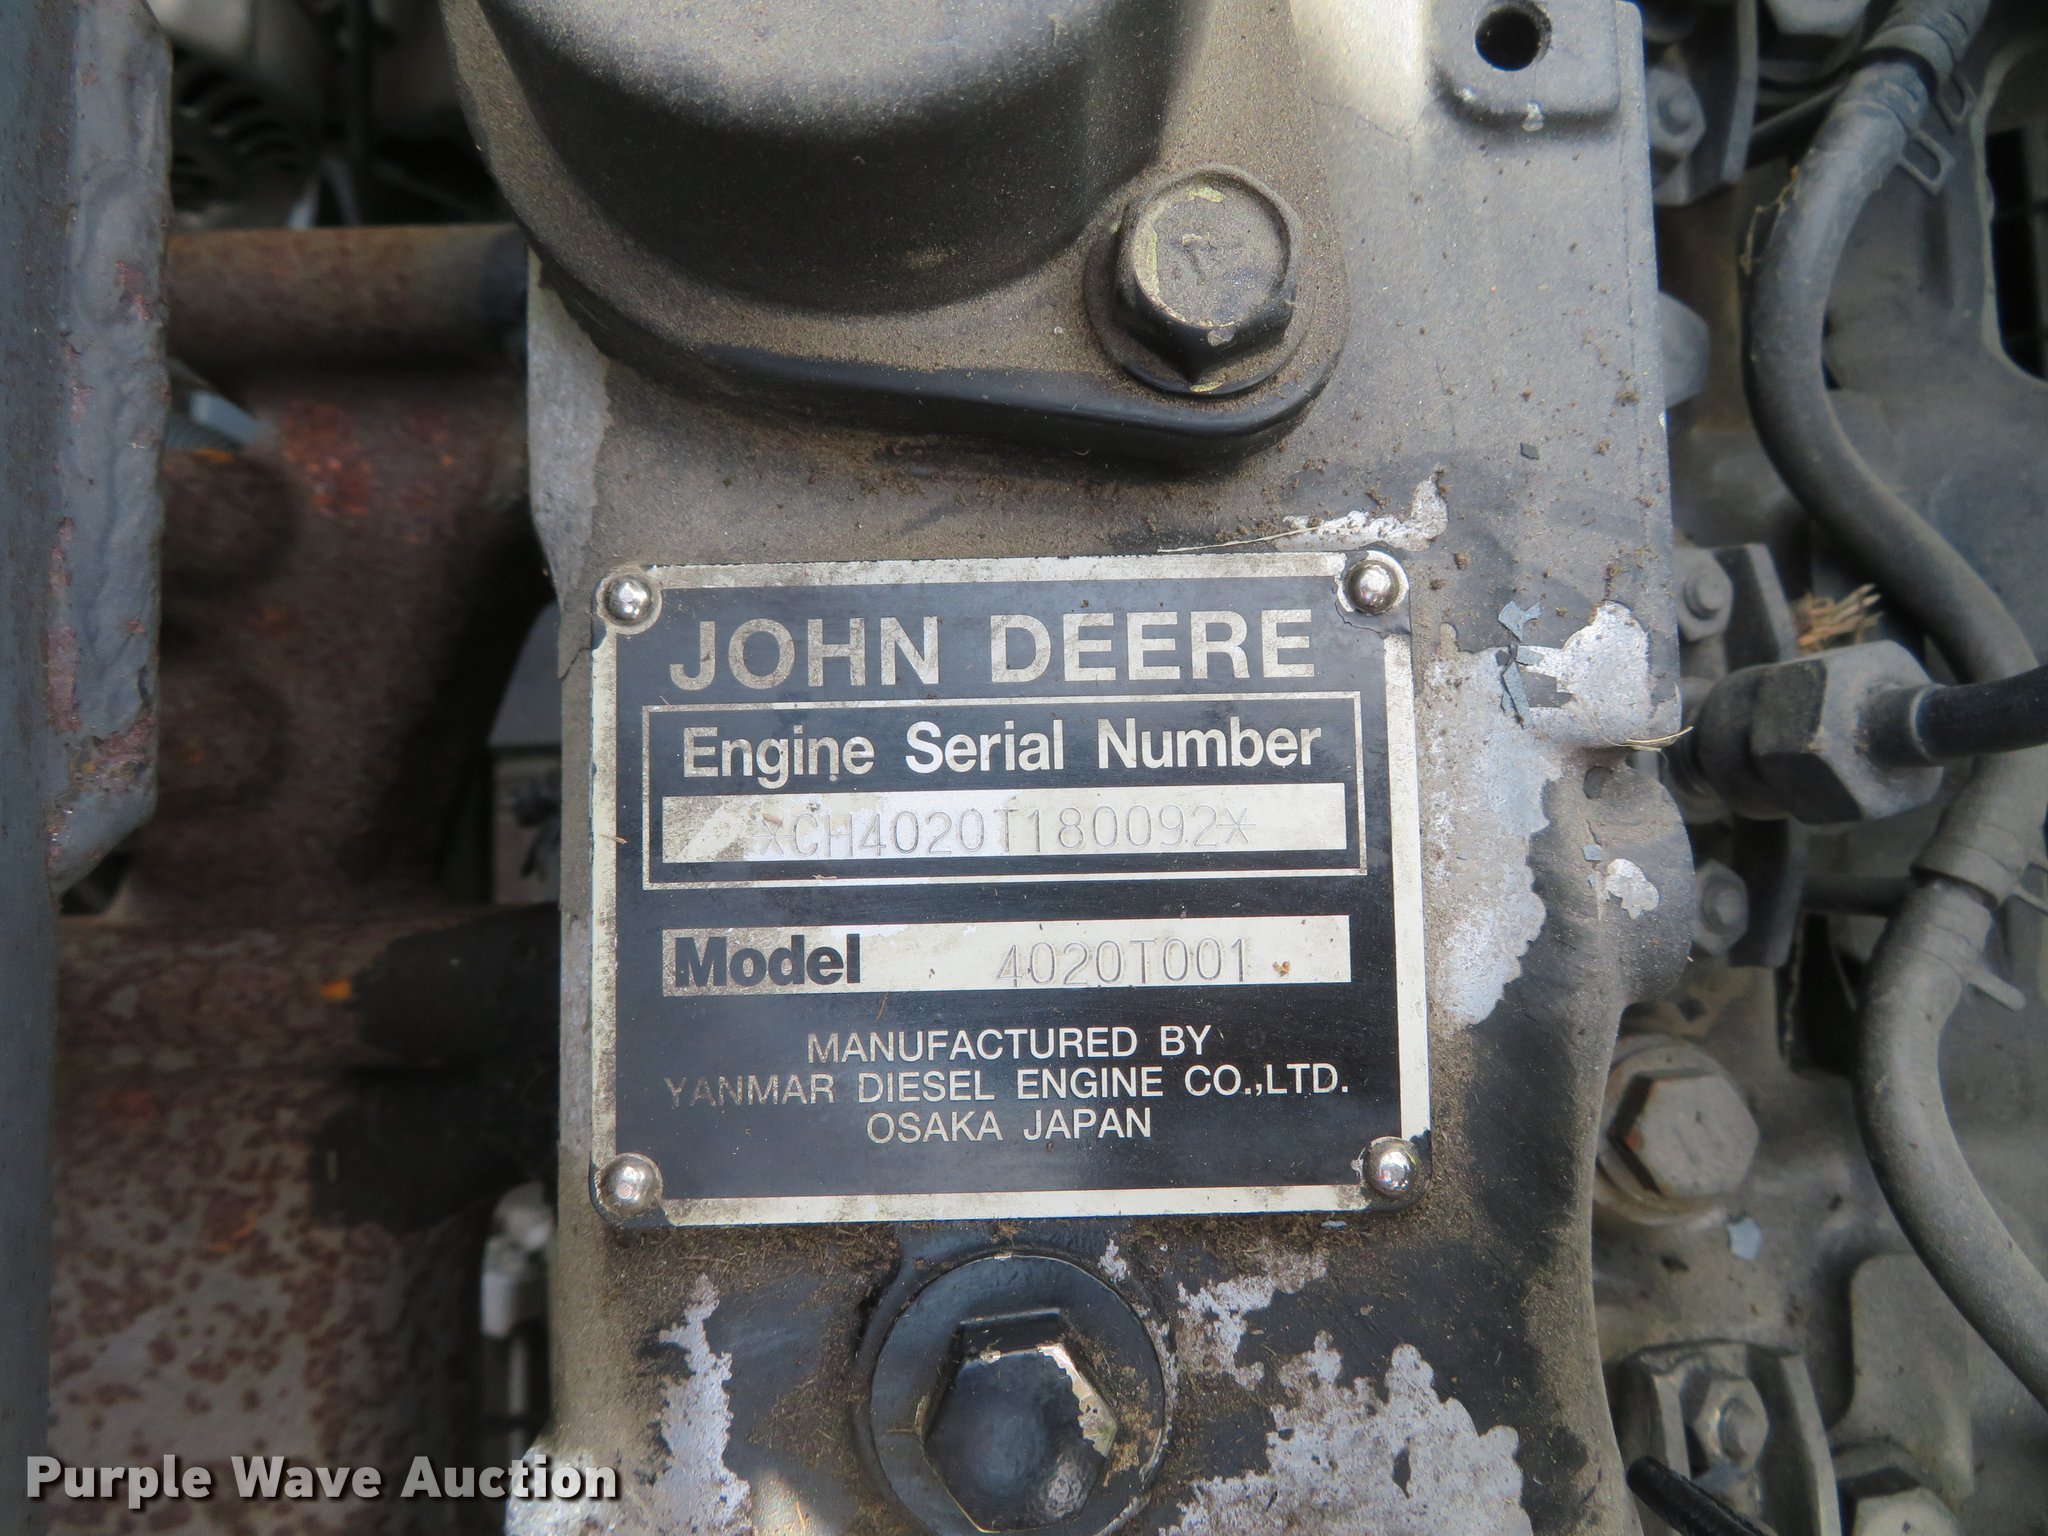 JOHN DEERE
Engine Serial Number
*CH4020T180092*
Model 4020T001
MANUFACTURED BY
YANMAR DIESEL ENGINE CO.,LTD.
OSAKA JAPAN
Purple Wave Auction